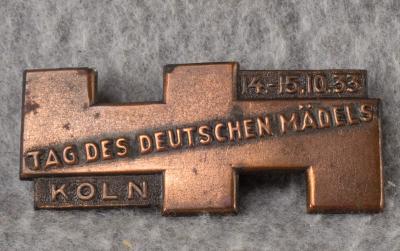 14.-15.10.33
TAG DES DEUTSCHEN MÄDELS
KÖLN